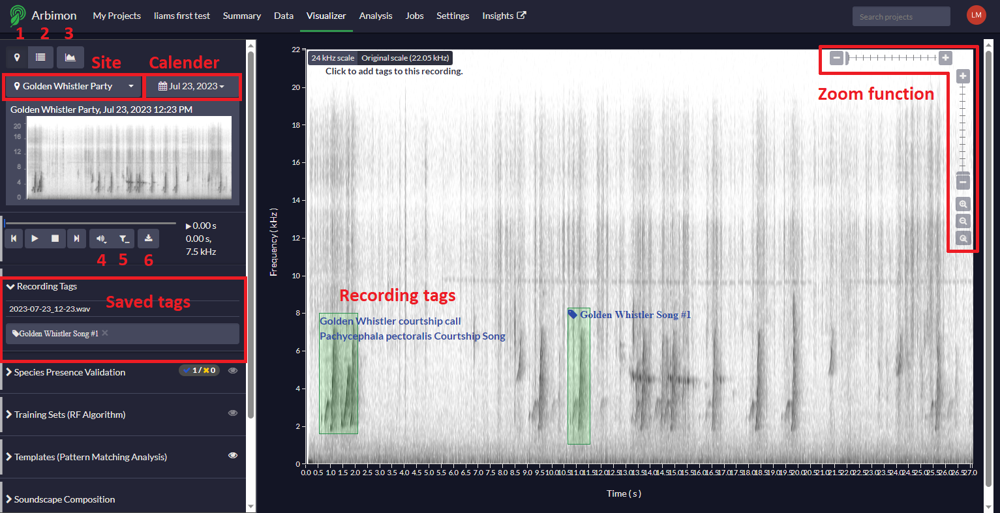 Arbimon My Projects liams first test Summary Data Visualizer Analysis Jobs Settings Insights Search projects LM
1 2 3
Site Calender
Golden Whistler Party Jul 23, 2023
Golden Whistler Party, Jul 23, 2023 12:23 PM
20
16
12
8
4
0
0.00 s
0.00 s,
7.5 kHz
4 5 6
Recording Tags
Saved tags
2023-07-23_12-23.wav
Golden Whistler Song #1
Species Presence Validation 1 / 0
Training Sets (RF Algorithm)
Templates (Pattern Matching Analysis)
Soundscape Composition
24 kHz scale Original scale (22.05 kHz)
Click to add tags to this recording.
Zoom function
Recording tags
Golden Whistler courtship call
Pachycephala pectoralis Courtship Song
Golden Whistler Song #1
Frequency ( kHz )
22
20
18
16
14
12
10
8
6
4
2
0
0.0 0.5 1.0 1.5 2.0 2.5 3.0 3.5 4.0 4.5 5.0 5.5 6.0 6.5 7.0 7.5 8.0 8.5 9.0 9.5 10.0 10.5 11.0 11.5 12.0 12.5 13.0 13.5 14.0 14.5 15.0 15.5 16.0 16.5 17.0 17.5 18.0 18.5 19.0 19.5 20.0 20.5 21.0 21.5 22.0 22.5 23.0 23.5 24.0 24.5 25.0 25.5 26.0 26.5 27.0
Time ( s )